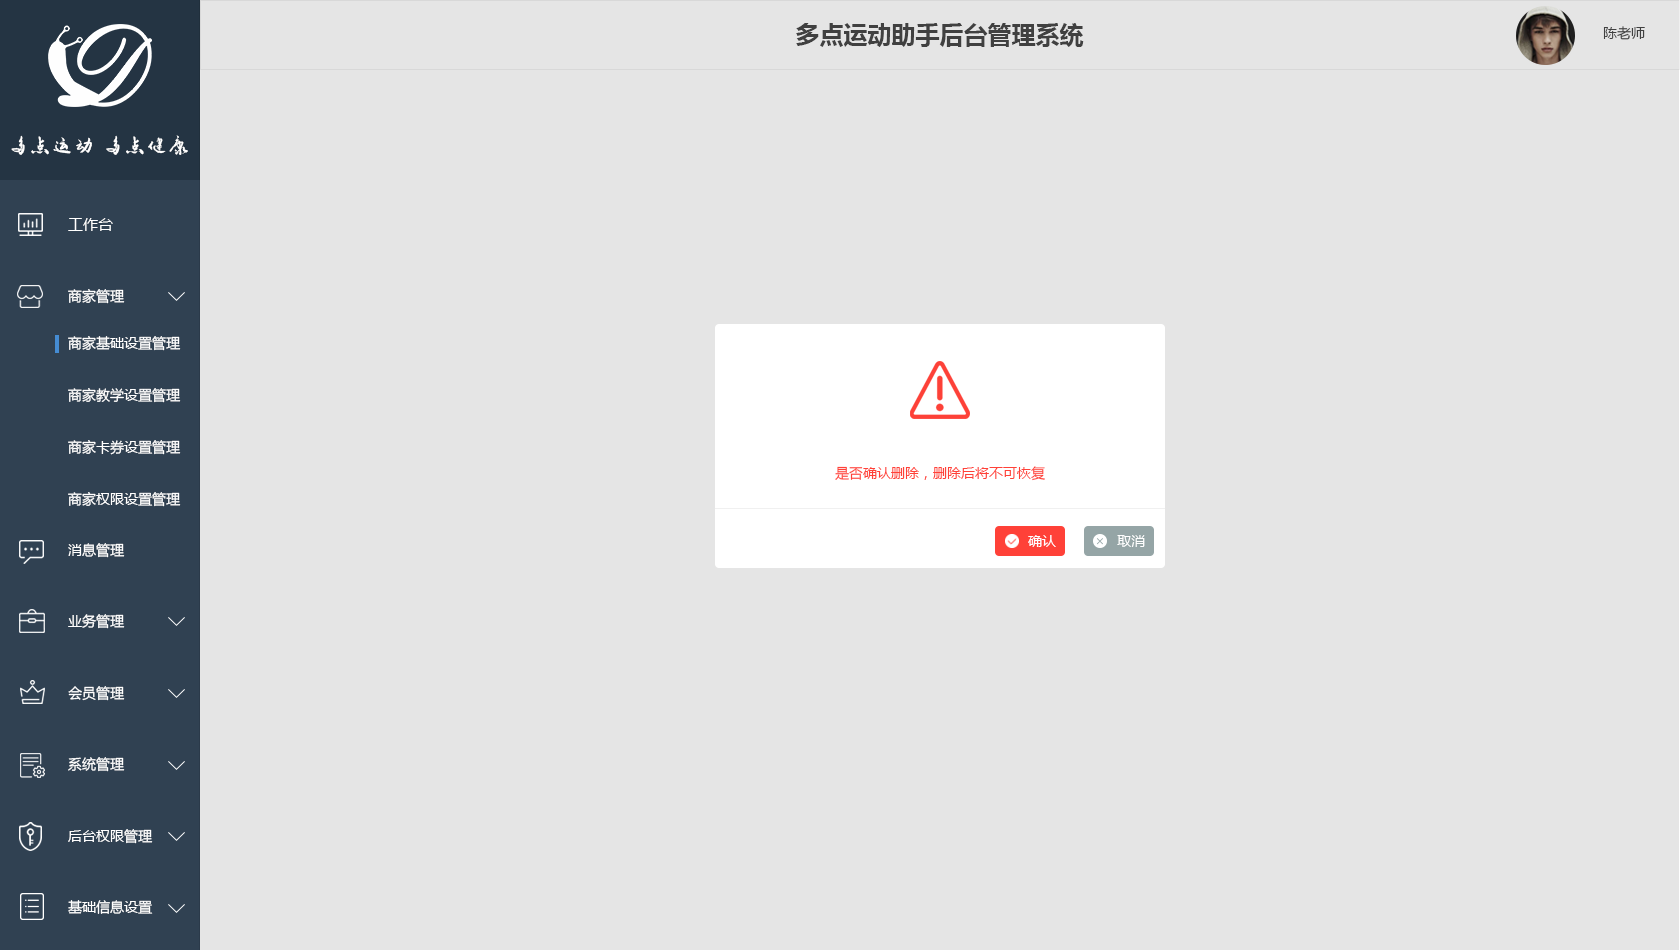 多点运动助手后台管理系统
陈老师
多点运动 多点健康
工作台
商家管理
商家基础设置管理
商家教学设置管理
商家卡券设置管理
商家权限设置管理
消息管理
业务管理
会员管理
系统管理
后台权限管理
基础信息设置
是否确认删除，删除后将不可恢复
确认
取消